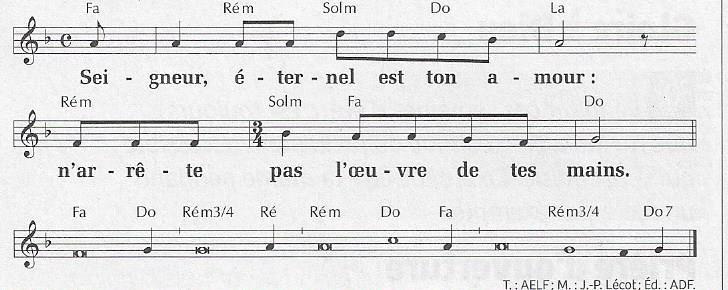 Fa Rém Solm Do La
c
Sei - gneur, é - ter - nel est ton a - mour :
Rém Solm Fa Do
3
4
n'ar - rê - te pas l'œu - vre de tes mains.
Fa Do Rém3/4 Ré Rém Do Fa Rém3/4 Do7
T. : AELF ; M. : J.-P. Lécot ; Éd. : ADF.